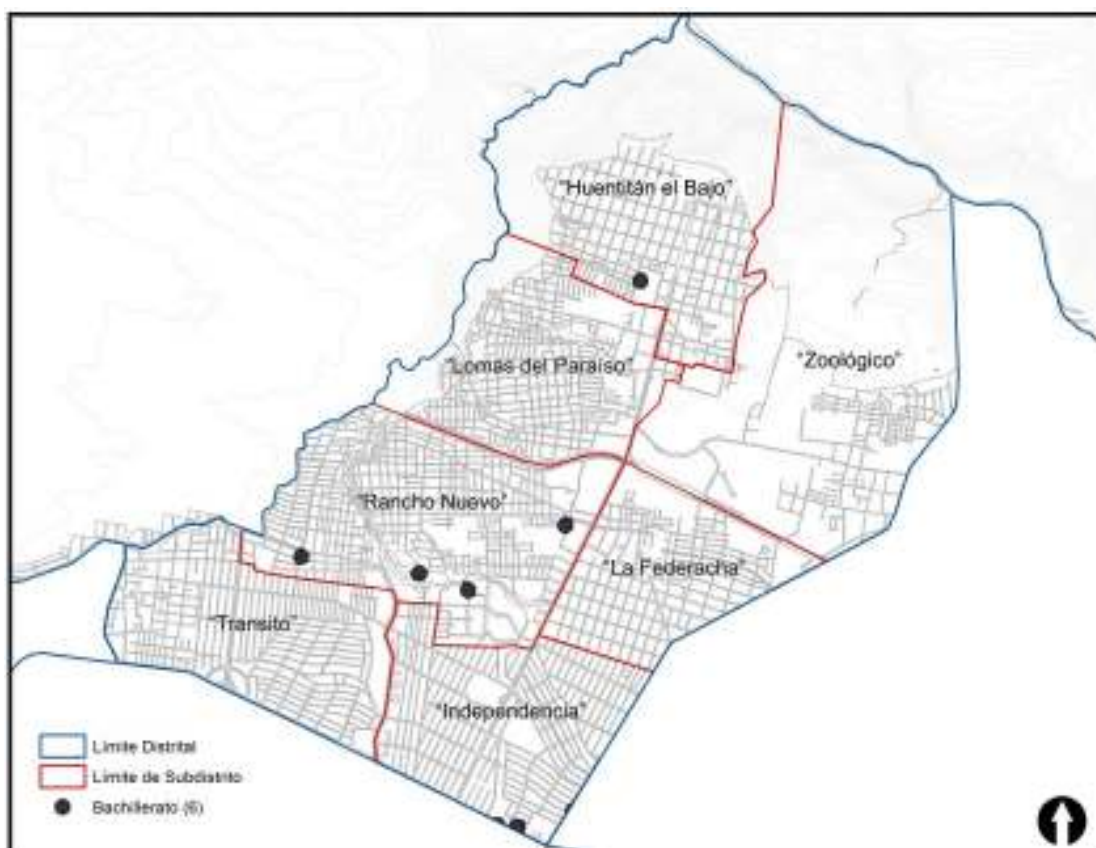 "Huentitán el Bajo"
"Lomas del Paraíso"
"Zoológico"
"Rancho Nuevo"
"La Federacha"
"Transito"
"Independencia"
Límite Distrital
Límite de Subdistrito
Bachillerato (6)